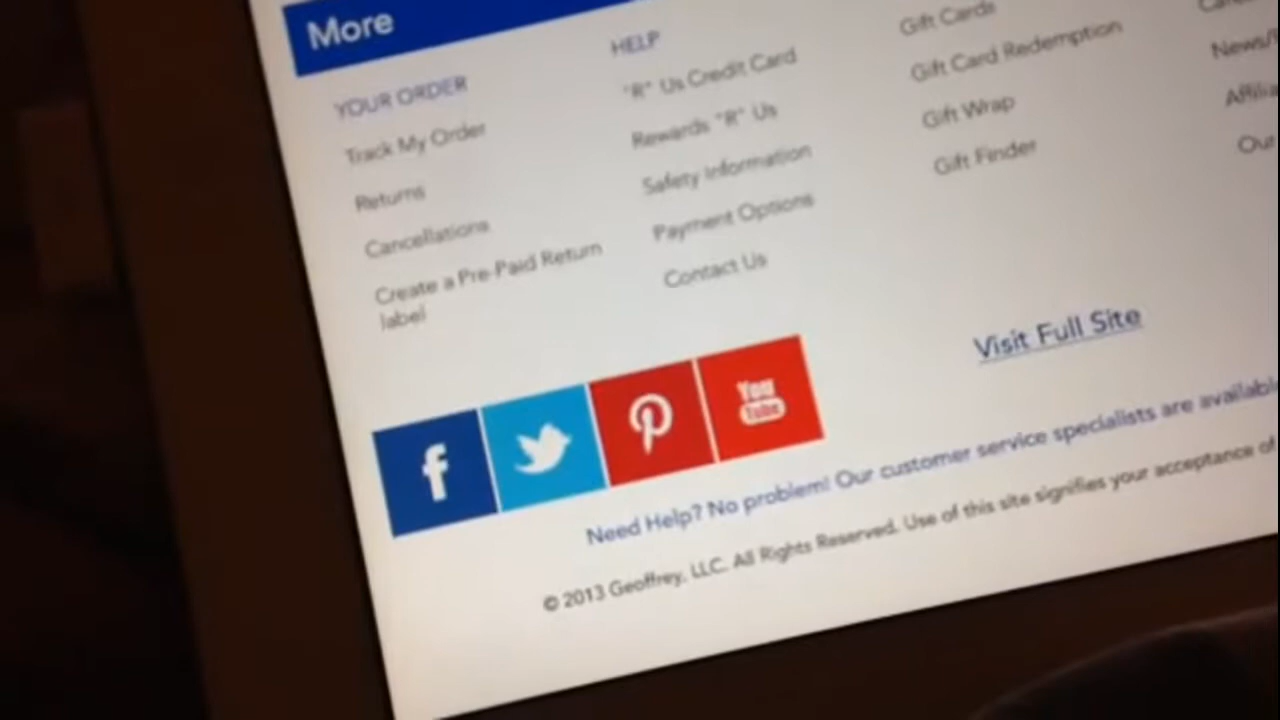 More
YOUR ORDER
Track My Order
Returns
Cancellations
Create a Pre-Paid Return
label
HELP
"R" Us Credit Card
Rewards "R" Us
Safety Information
Payment Options
Contact Us
Gift Cards
Gift Card Redemption
Gift Wrap
Gift Finder
Our
Visit Full Site
f
You
Tube
Need Help? No problem! Our customer service specialists are
© 2013 Geoffrey, LLC. All Rights Reserved. Use of this site signifies your acceptance of